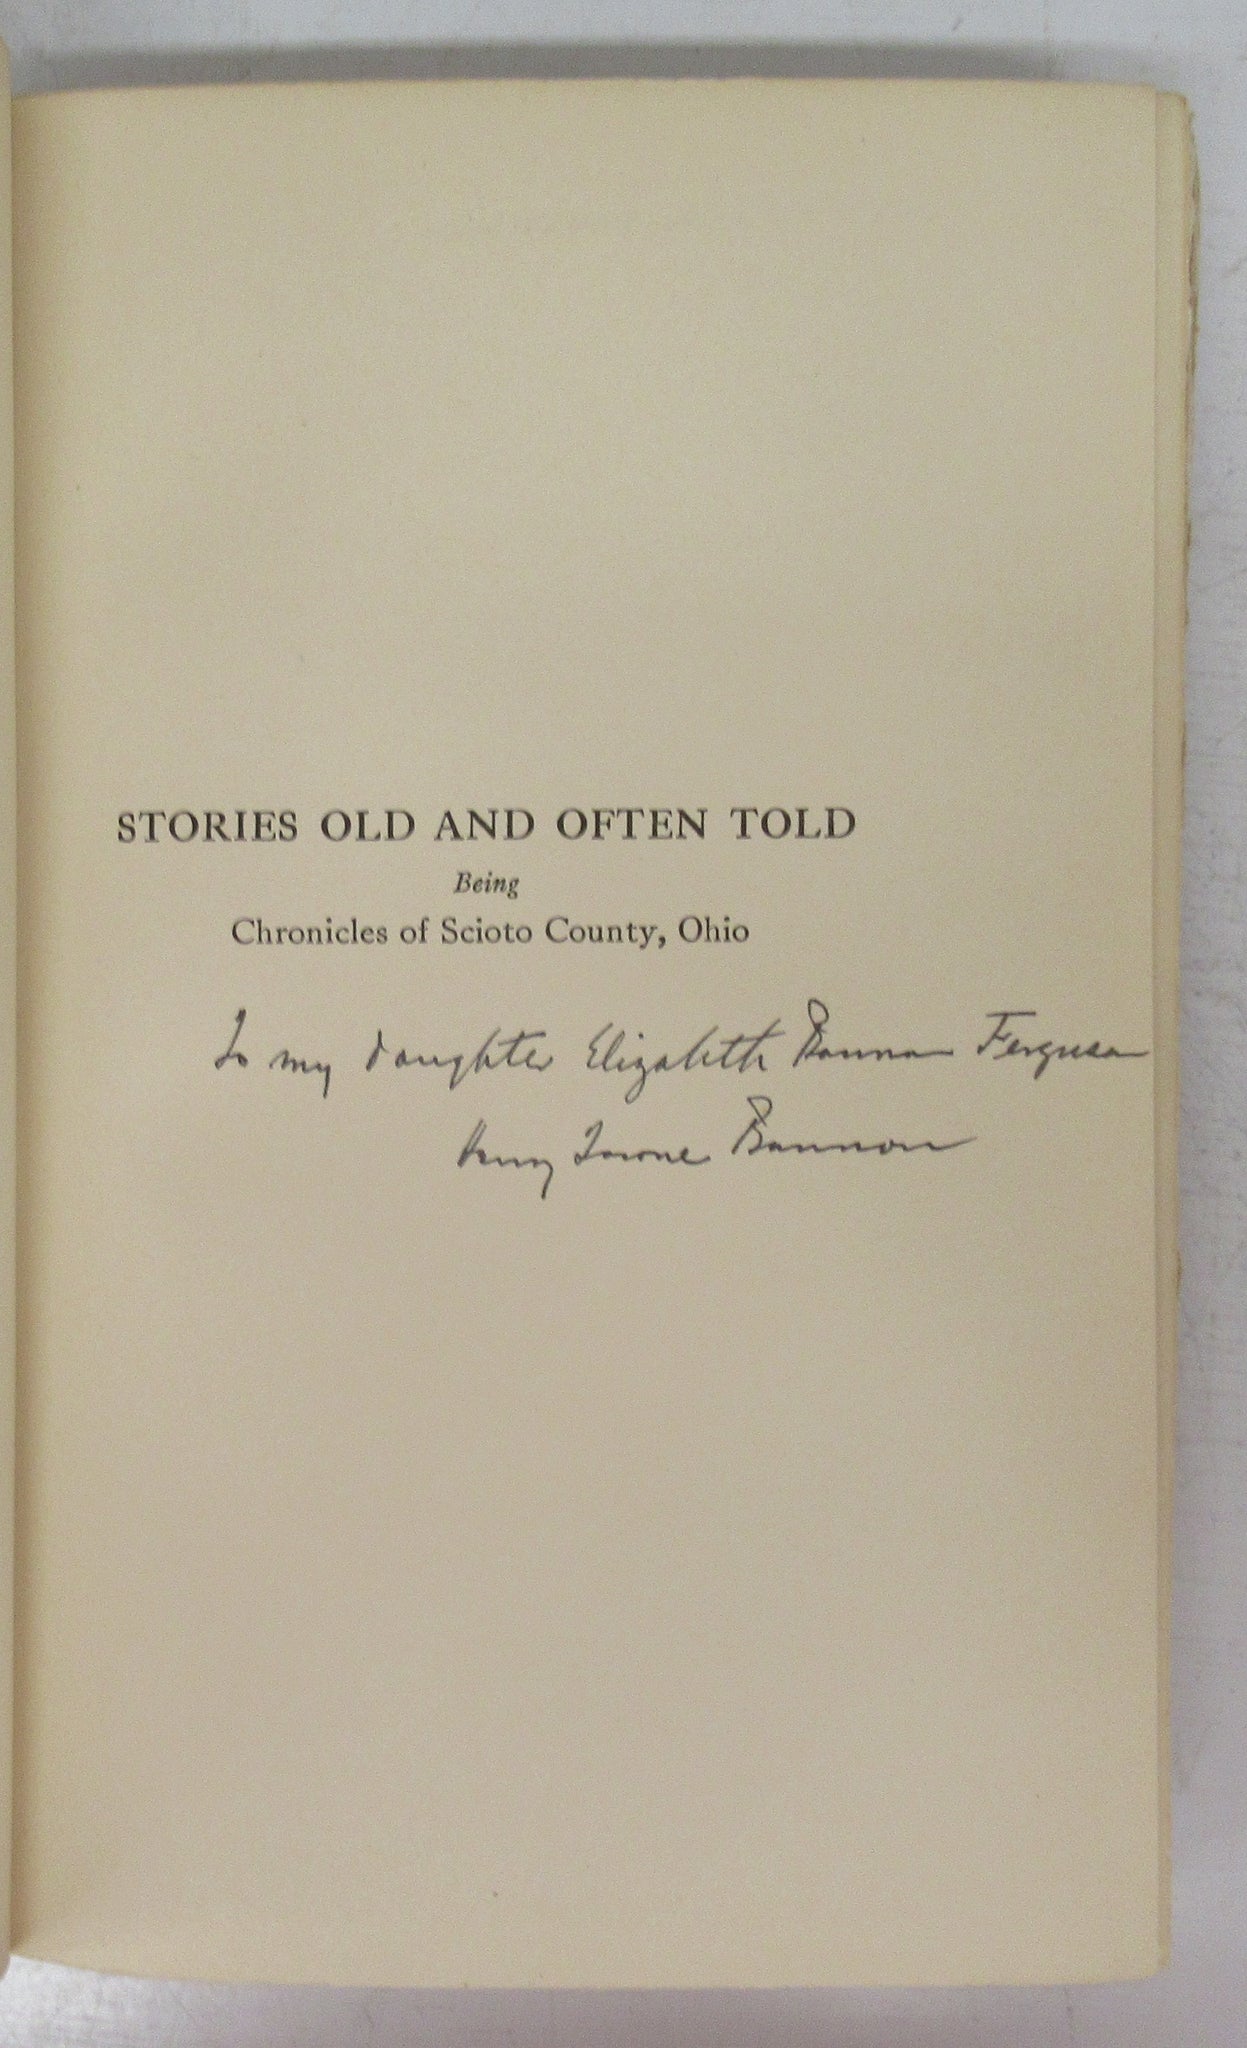 STORIES OLD AND OFTEN TOLD
Being
Chronicles of Scioto County, Ohio
To my daughter Elizabeth Bannon Ferguson
Henry Towne Bannon